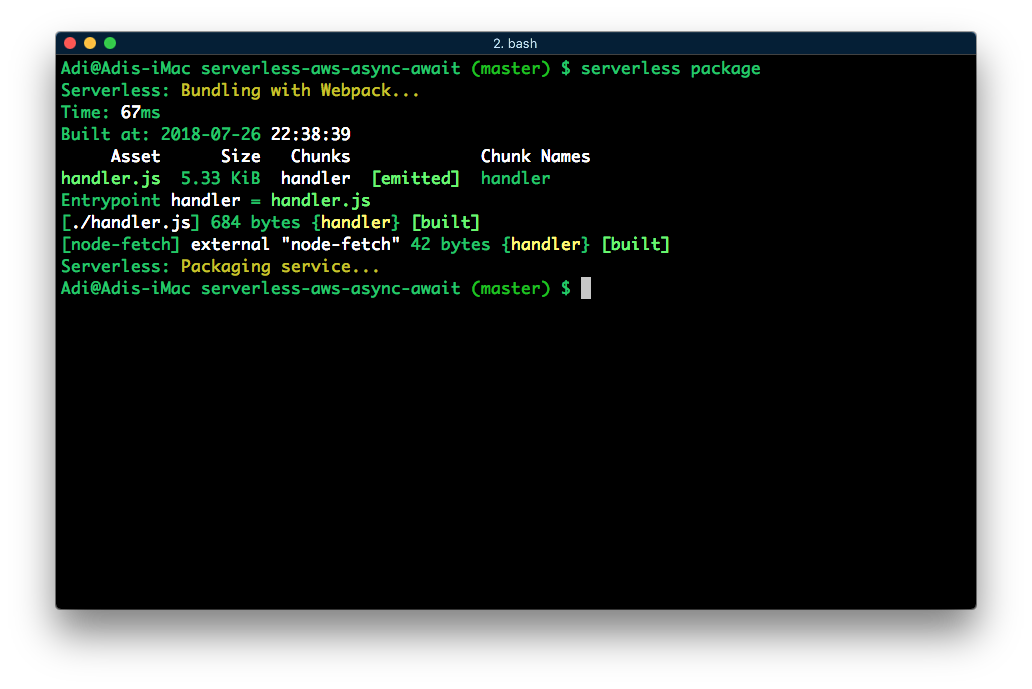 2. bash
Adi@Adis-iMac serverless-aws-async-await (master) $ serverless package
Serverless: Bundling with Webpack...
Time: 67ms
Built at: 2018-07-26 22:38:39
     Asset      Size   Chunks             Chunk Names
handler.js  5.33 KiB  handler  [emitted]  handler
Entrypoint handler = handler.js
[./handler.js] 684 bytes {handler} [built]
[node-fetch] external "node-fetch" 42 bytes {handler} [built]
Serverless: Packaging service...
Adi@Adis-iMac serverless-aws-async-await (master) $